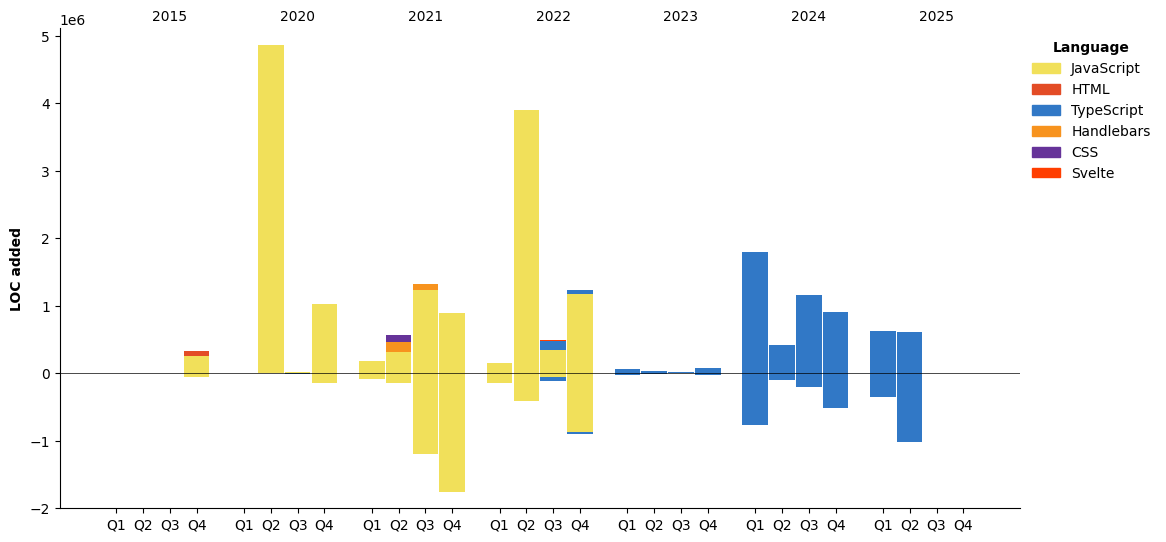 2015 2020 2021 2022 2023 2024 2025
1e6
Language
JavaScript
HTML
TypeScript
Handlebars
CSS
Svelte
LOC added
5
4
3
2
1
0
−1
−2
Q1 Q2 Q3 Q4 Q1 Q2 Q3 Q4 Q1 Q2 Q3 Q4 Q1 Q2 Q3 Q4 Q1 Q2 Q3 Q4 Q1 Q2 Q3 Q4 Q1 Q2 Q3 Q4